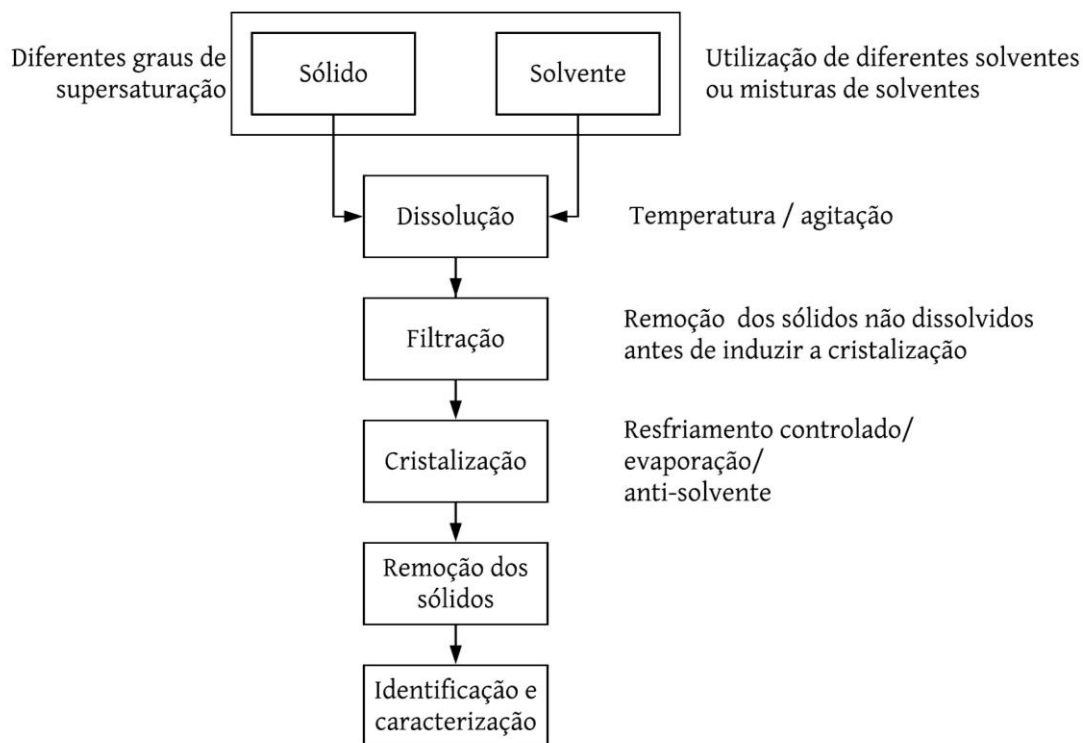 Diferentes graus de
supersaturação
Sólido
Solvente
Utilização de diferentes solventes
ou misturas de solventes
Dissolução
Temperatura / agitação
Filtração
Remoção dos sólidos não dissolvidos
antes de induzir a cristalização
Cristalização
Resfriamento controlado/
evaporação/
anti-solvente
Remoção dos
sólidos
Identificação e
caracterização